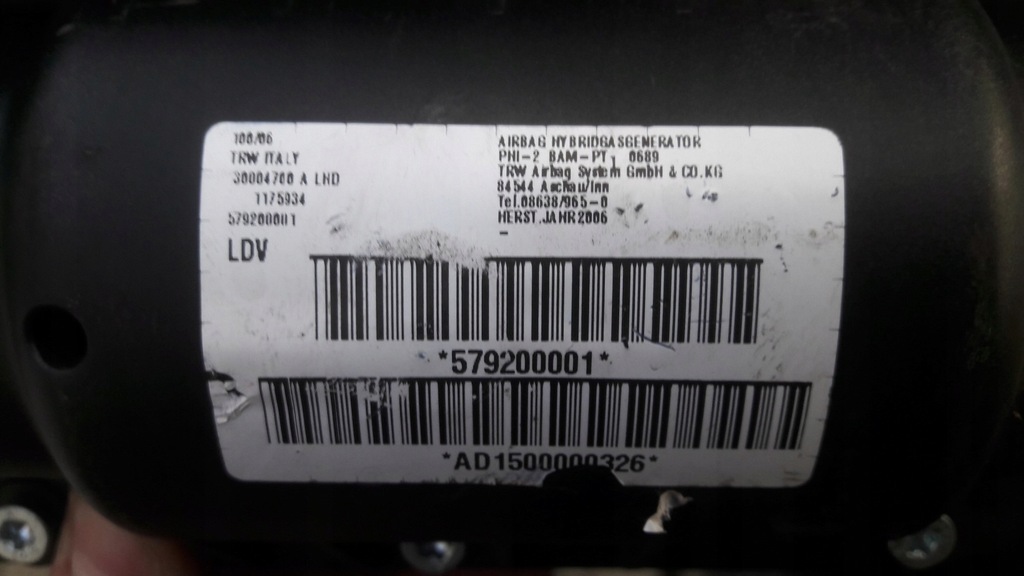 100/06
TRW ITALY
30004700 A LHD
1175934
579200001
LDV
AIRBAG HYBRIDGASGENERATOR
PHI-2 BAM-PT, 0689
TRW Airbag System GmbH & CO.KG
84544 Aschau/Inn
Tel.08638/965-0
HERST.JAHR2006
-
*579200001*
*AD1500000326*